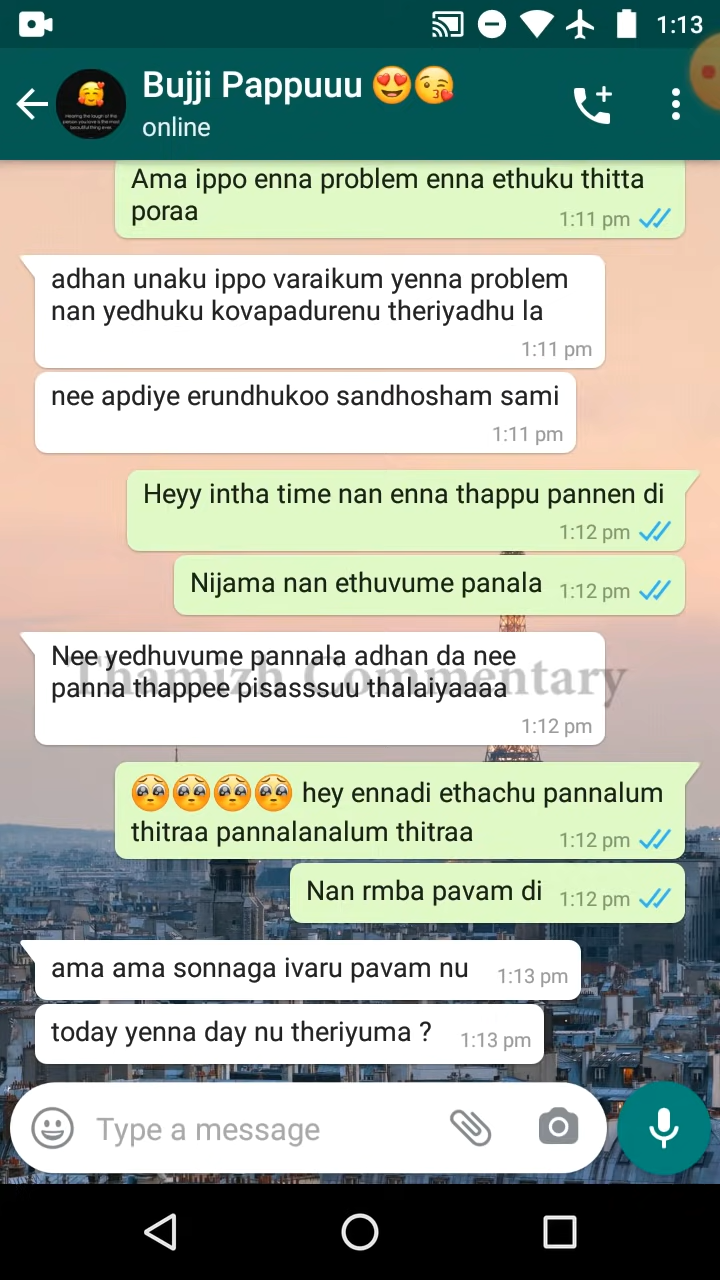 1:13
Bujji Pappuuu 😍😘
online
Ama ippo enna problem enna ethuku thitta
poraa
1:11 pm
adhan unaku ippo varaikum yenna problem
nan yedhuku kovapadurenu theriyadhu la
1:11 pm
nee apdiye erundhukoo sandhosham sami
1:11 pm
Heyy intha time nan enna thappu pannen di
1:12 pm
Nijama nan ethuvume panala 1:12 pm
Thamizh Commentary
Nee yedhuvume pannala adhan da nee
panna thappee pisasssuu thalaiyaaaa
1:12 pm
🥺🥺🥺🥺 hey ennadi ethachu pannalum
thitraa pannalanalum thitraa 1:12 pm
Nan rmba pavam di 1:12 pm
ama ama sonnaga ivaru pavam nu 1:13 pm
today yenna day nu theriyuma ? 1:13 pm
Type a message